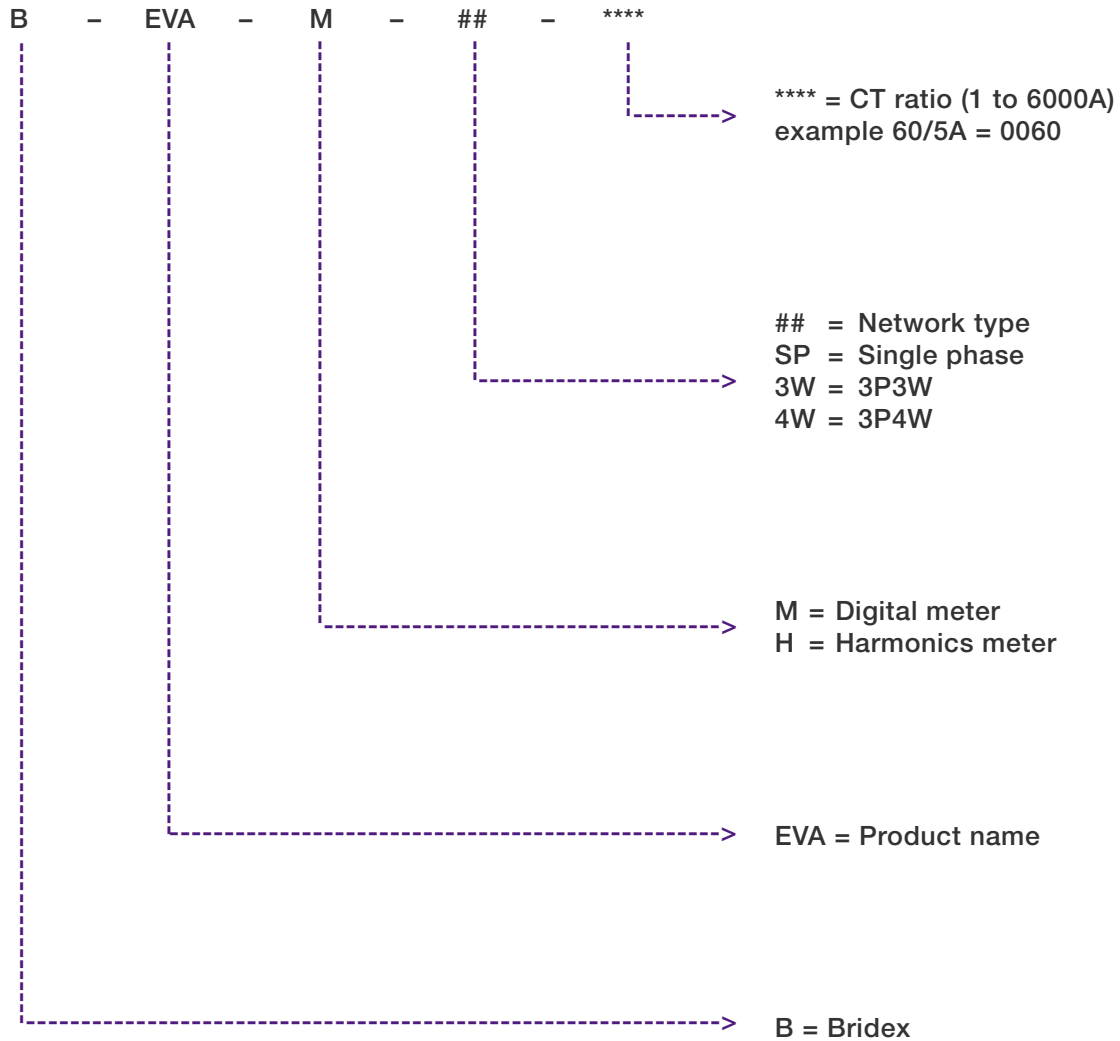 B – EVA – M – ## – ****
**** = CT ratio (1 to 6000A)
example 60/5A = 0060
## = Network type
SP = Single phase
3W = 3P3W
4W = 3P4W
M = Digital meter
H = Harmonics meter
EVA = Product name
B = Bridex